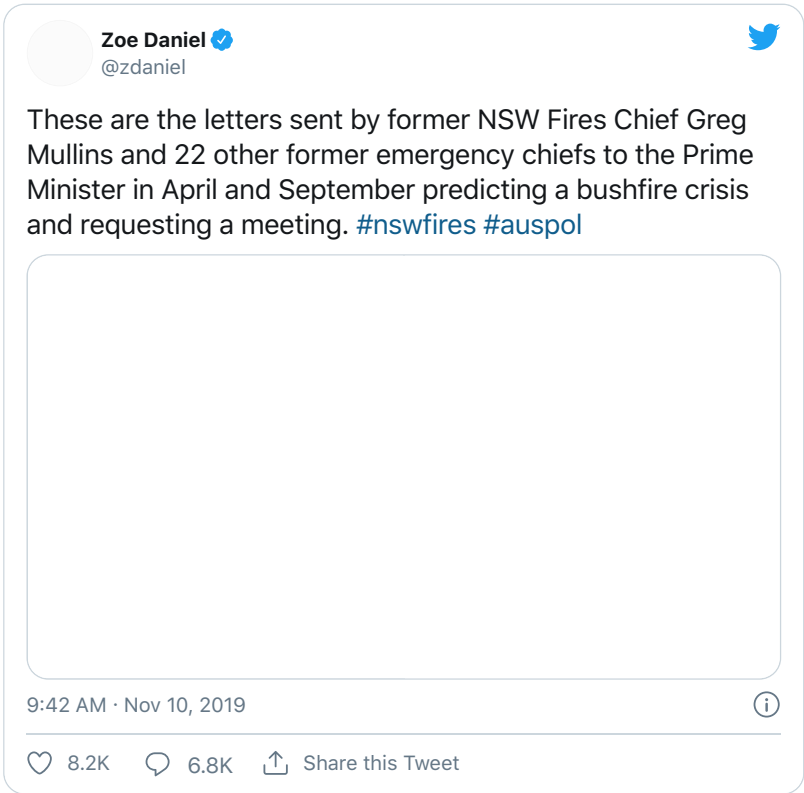 Zoe Daniel
@zdaniel
These are the letters sent by former NSW Fires Chief Greg
Mullins and 22 other former emergency chiefs to the Prime
Minister in April and September predicting a bushfire crisis
and requesting a meeting. #nswfires #auspol
9:42 AM · Nov 10, 2019
8.2K 6.8K Share this Tweet